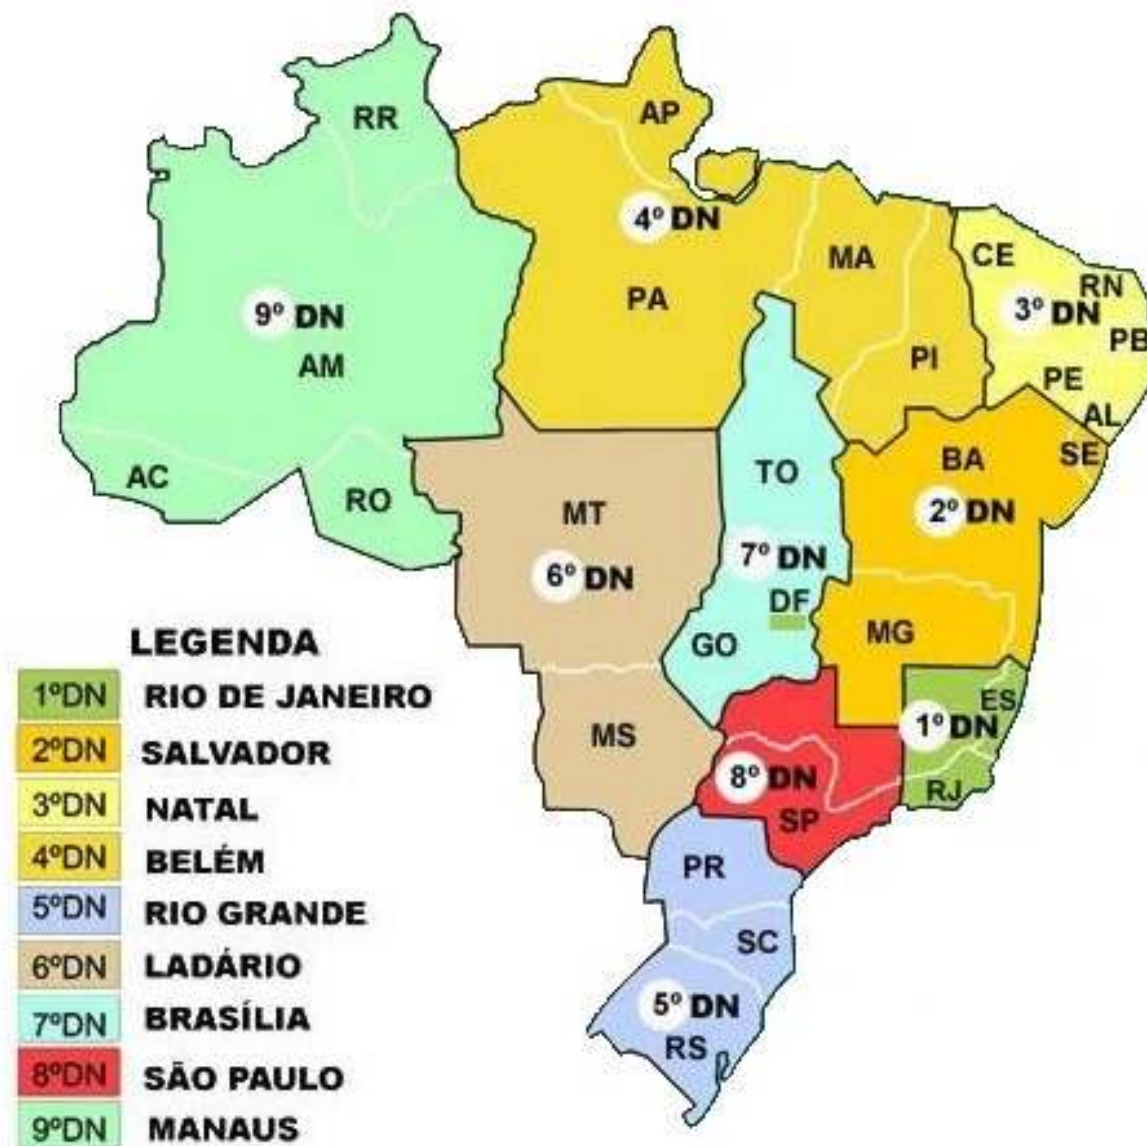 RR
AP
4º DN
CE
MA
RN
3º DN
PA
9º DN
PB
AM
PI
PE
AL
BA
SE
TO
AC
RO
MT
2º DN
7º DN
6º DN
DF
MG
GO
ES
1º DN
MS
8º DN
RJ
SP
PR
SC
5º DN
RS
LEGENDA
1ºDN RIO DE JANEIRO
2ºDN SALVADOR
3ºDN NATAL
4ºDN BELÉM
5ºDN RIO GRANDE
6ºDN LADÁRIO
7ºDN BRASÍLIA
8ºDN SÃO PAULO
9ºDN MANAUS